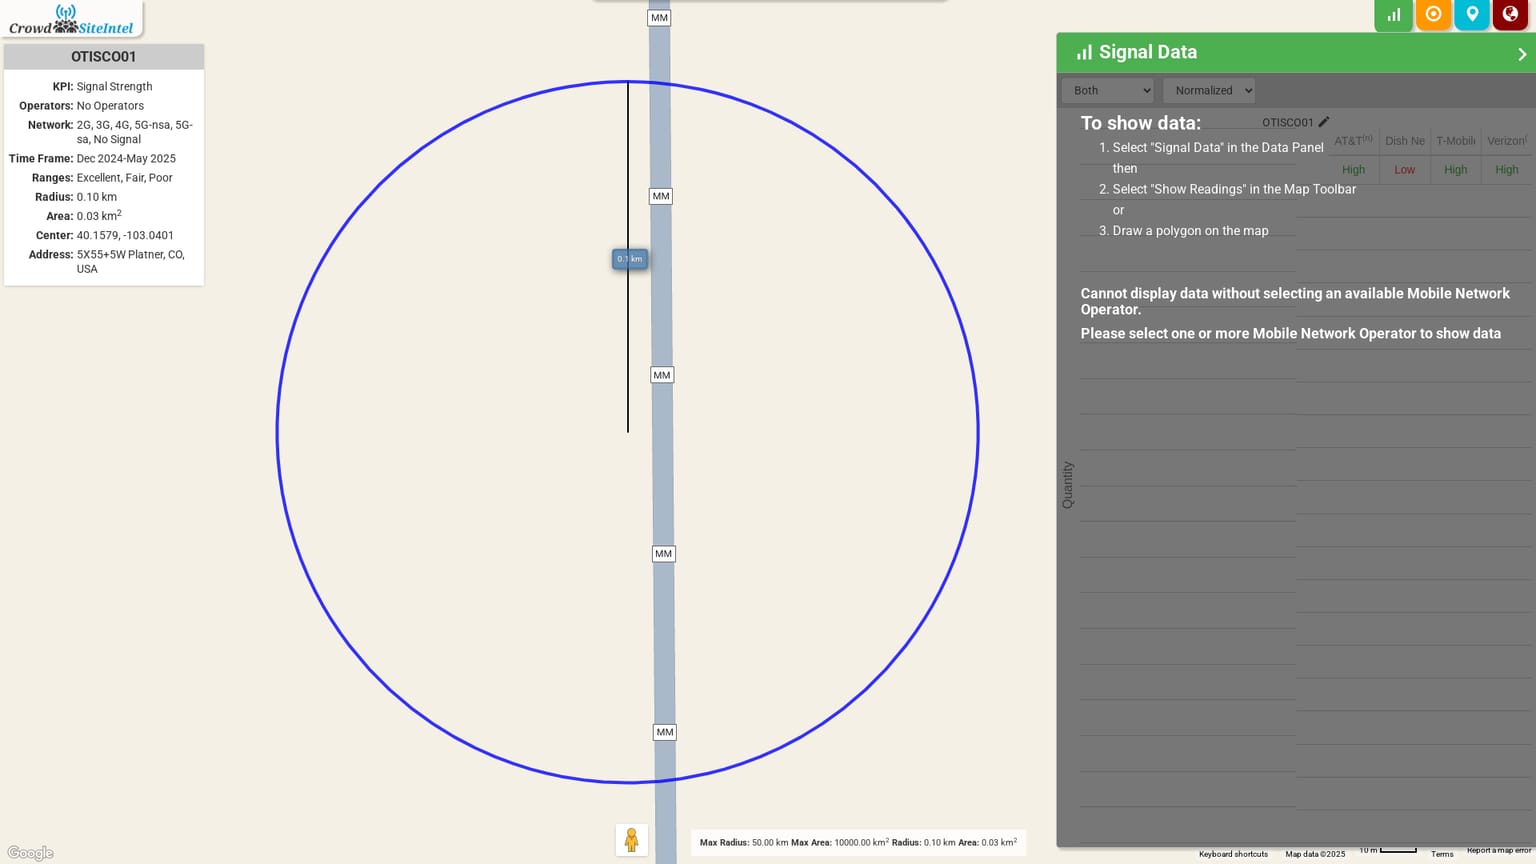 Crowd SiteIntel
OTISCO01
KPI: Signal Strength
Operators: No Operators
Network: 2G, 3G, 4G, 5G-nsa, 5G-
sa, No Signal
Time Frame: Dec 2024-May 2025
Ranges: Excellent, Fair, Poor
Radius: 0.10 km
Area: 0.03 km²
Center: 40.1579, -103.0401
Address: 5X55+5W Platner, CO,
USA
MM
MM
0.1 km
MM
MM
MM
Signal Data
Both
Normalized
To show data:
OTISCO01
AT&T(n) Dish Ne T-Mobile Verizon(
High Low High High
1. Select "Signal Data" in the Data Panel
then
2. Select "Show Readings" in the Map Toolbar
or
3. Draw a polygon on the map
Cannot display data without selecting an available Mobile Network
Operator.
Please select one or more Mobile Network Operator to show data
Quantity
Max Radius: 50.00 km Max Area: 10000.00 km² Radius: 0.10 km Area: 0.03 km²
Google
Keyboard shortcuts
Map data ©2025
10 m
Terms
Report a map error